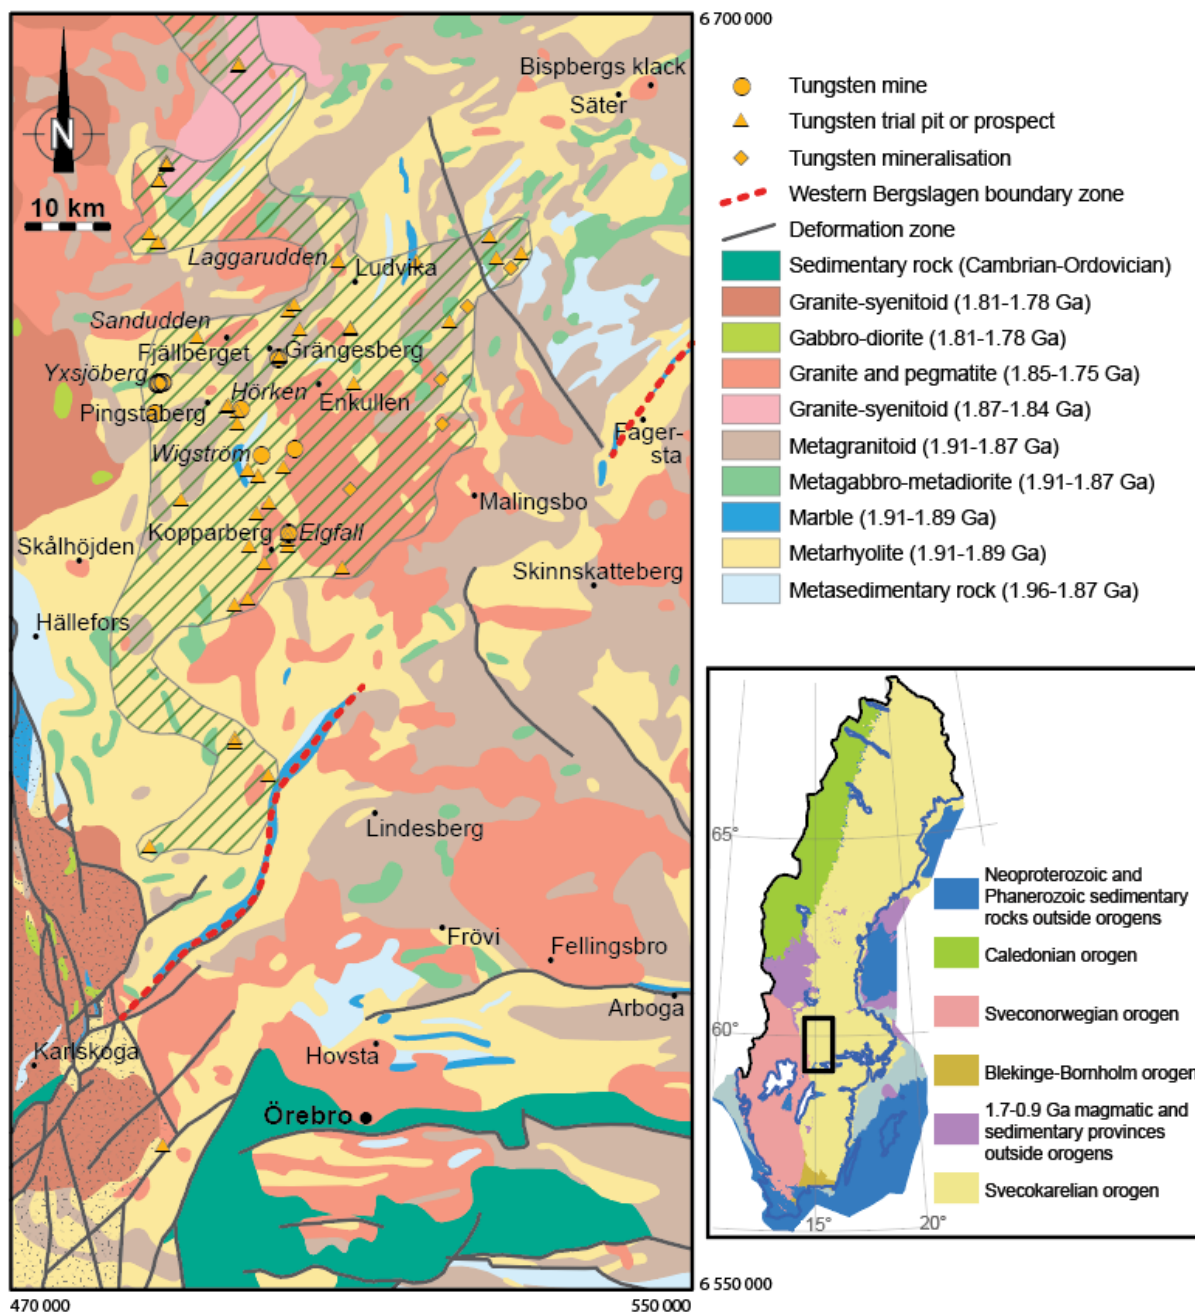 6 700 000
Bispbergs klack
Säter
N
10 km
Laggarudden
Ludvika
Sandudden
Fjällberget
Grängesberg
Yxsjöberg
Hörken
Enkullen
Pingstaberg
Fager-
sta
Wigström
Malingsbo
Kopparberg
Elgfall
Skålhöjden
Skinnskatteberg
Hällefors
Lindesberg
Frövi
Fellingsbro
Arboga
Karlskoga
Hovsta
Örebro
6 550 000
470 000
550 000
Tungsten mine
Tungsten trial pit or prospect
Tungsten mineralisation
Western Bergslagen boundary zone
Deformation zone
Sedimentary rock (Cambrian-Ordovician)
Granite-syenitoid (1.81-1.78 Ga)
Gabbro-diorite (1.81-1.78 Ga)
Granite and pegmatite (1.85-1.75 Ga)
Granite-syenitoid (1.87-1.84 Ga)
Metagranitoid (1.91-1.87 Ga)
Metagabbro-metadiorite (1.91-1.87 Ga)
Marble (1.91-1.89 Ga)
Metarhyolite (1.91-1.89 Ga)
Metasedimentary rock (1.96-1.87 Ga)
65°
60°
15°
20°
Neoproterozoic and
Phanerozoic sedimentary
rocks outside orogens
Caledonian orogen
Sveconorwegian orogen
Blekinge-Bornholm orogen
1.7-0.9 Ga magmatic and
sedimentary provinces
outside orogens
Svecokarelian orogen